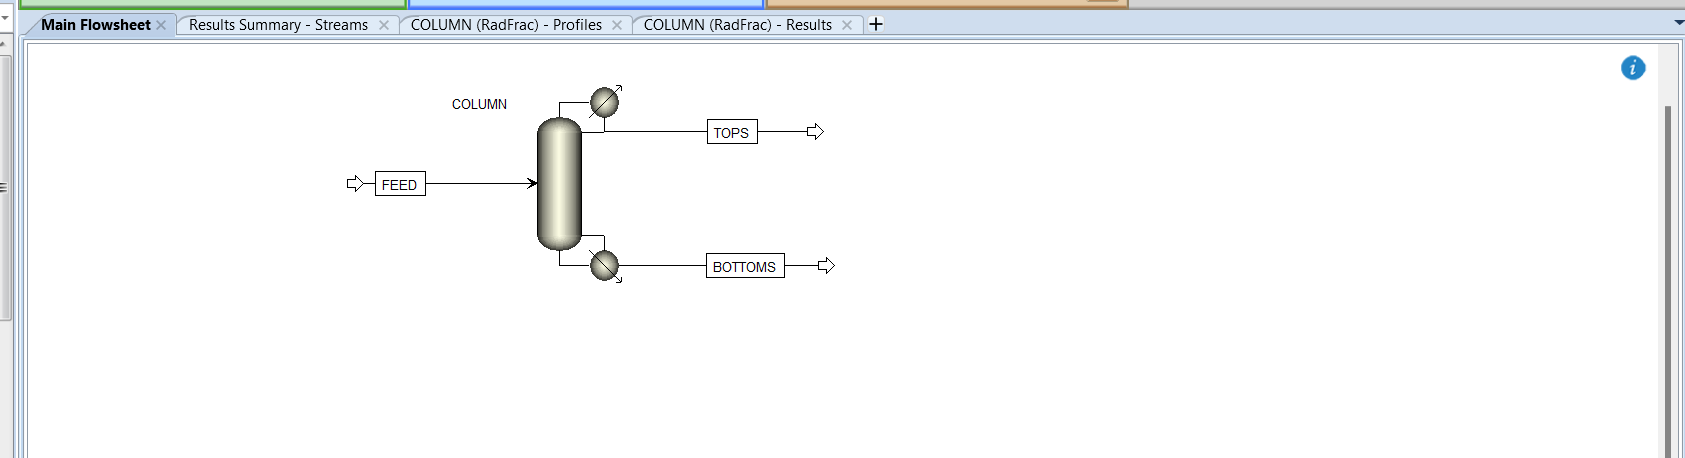 Main Flowsheet
Results Summary - Streams
COLUMN (RadFrac) - Profiles
COLUMN (RadFrac) - Results
i
COLUMN
TOPS
FEED
BOTTOMS